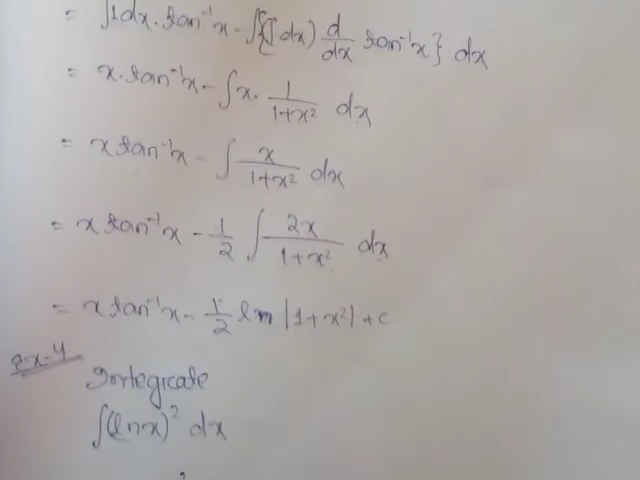 = ∫1dx. tan⁻¹x - ∫{(∫dx) d/dx tan⁻¹x} dx
= x. tan⁻¹x - ∫x. 1/(1+x²) dx
= x tan⁻¹x - ∫ x/(1+x²) dx
= x tan⁻¹x - 1/2 ∫ 2x/(1+x²) dx
= x tan⁻¹x - 1/2 ln |1+x²| + c
ex-4
Integrate
∫(lnx)² dx